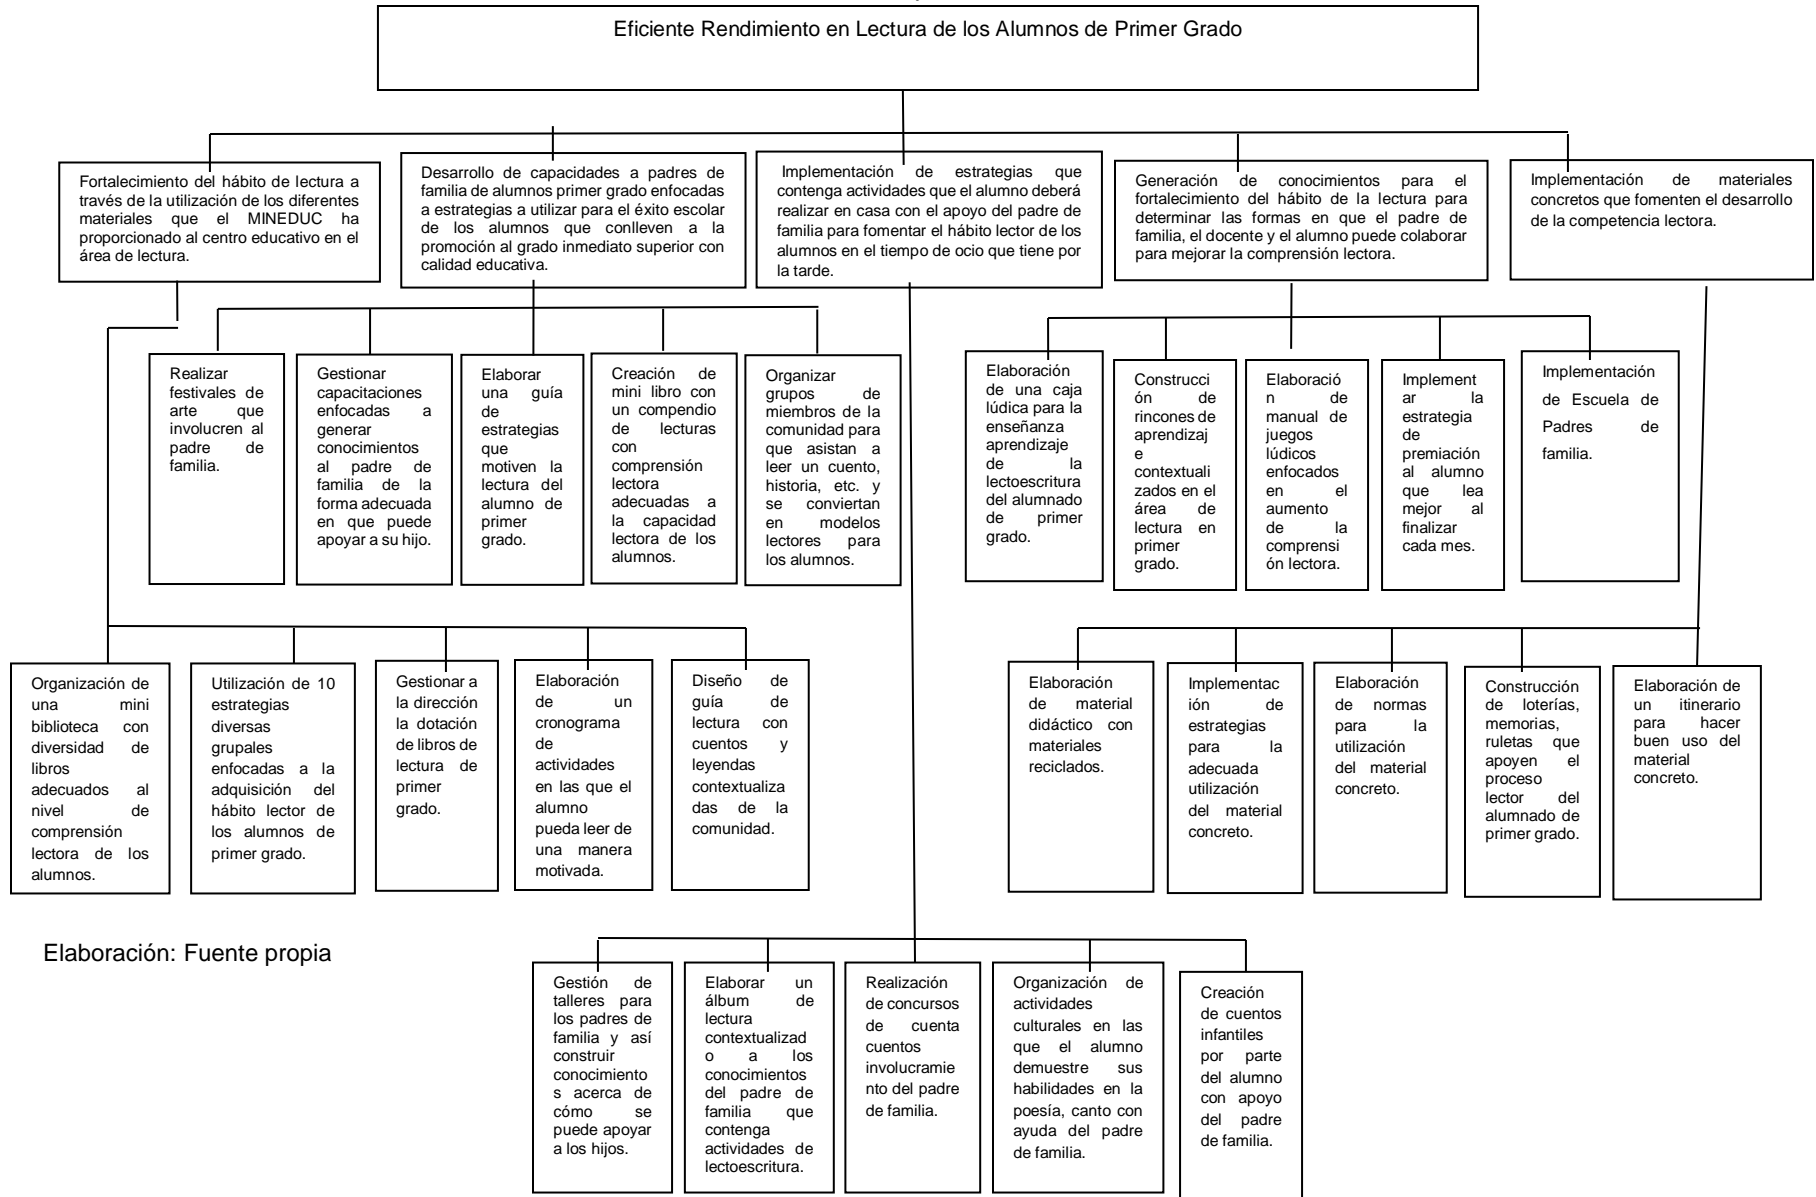 Eficiente Rendimiento en Lectura de los Alumnos de Primer Grado
Fortalecimiento del hábito de lectura a
través de la utilización de los diferentes
materiales que el MINEDUC ha
proporcionado al centro educativo en el
área de lectura.
Desarrollo de capacidades a padres de
familia de alumnos primer grado enfocadas
a estrategias a utilizar para el éxito escolar
de los alumnos que conlleven a la
promoción al grado inmediato superior con
calidad educativa.
Implementación de estrategias que
contenga actividades que el alumno deberá
realizar en casa con el apoyo del padre de
familia para fomentar el hábito lector de los
alumnos en el tiempo de ocio que tiene por
la tarde.
Generación de conocimientos para el
fortalecimiento del hábito de la lectura para
determinar las formas en que el padre de
familia, el docente y el alumno puede colaborar
para mejorar la comprensión lectora.
Implementación de materiales
concretos que fomenten el desarrollo
de la competencia lectora.
Realizar
festivales de
arte que
involucren al
padre de
familia.
Gestionar
capacitaciones
enfocadas a
generar
conocimientos
al padre de
familia de la
forma adecuada
en que puede
apoyar a su hijo.
Elaborar
una guía
de
estrategias
que
motiven la
lectura del
alumno de
primer
grado.
Creación de
mini libro con
un compendio
de lecturas
con
comprensión
lectora
adecuadas a
la capacidad
lectora de los
alumnos.
Organizar
grupos de
miembros de la
comunidad para
que asistan a
leer un cuento,
historia, etc. y
se conviertan
en modelos
lectores para
los alumnos.
Elaboración
de una caja
lúdica para la
enseñanza
aprendizaje
de la
lectoescritura
del alumnado
de primer
grado.
Construcci
ón de
rincones de
aprendizaj
e
contextuali
zados en el
área de
lectura en
primer
grado.
Elaboració
n de
manual de
juegos
lúdicos
enfocados
en el
aumento
de la
comprensi
ón lectora.
Implement
ar la
estrategia
de
premiación
al alumno
que lea
mejor al
finalizar
cada mes.
Implementación
de Escuela de
Padres de
familia.
Organización de
una mini
biblioteca con
diversidad de
libros
adecuados al
nivel de
comprensión
lectora de los
alumnos.
Utilización de 10
estrategias
diversas
grupales
enfocadas a la
adquisición del
hábito lector de
los alumnos de
primer grado.
Gestionar a
la dirección
la dotación
de libros de
lectura de
primer
grado.
Elaboración
de un
cronograma
de
actividades
en las que el
alumno
pueda leer de
una manera
motivada.
Diseño de
guía de
lectura con
cuentos y
leyendas
contextualiza
das de la
comunidad.
Elaboración
de material
didáctico con
materiales
reciclados.
Implementac
ión de
estrategias
para la
adecuada
utilización
del material
concreto.
Elaboración
de normas
para la
utilización
del material
concreto.
Construcción
de loterías,
memorias,
ruletas que
apoyen el
proceso
lector del
alumnado de
primer grado.
Elaboración de
un itinerario
para hacer
buen uso del
material
concreto.
Elaboración: Fuente propia
Gestión de
talleres para
los padres de
familia y así
construir
conocimiento
s acerca de
cómo se
puede apoyar
a los hijos.
Elaborar un
álbum de
lectura
contextualizad
o a los
conocimientos
del padre de
familia que
contenga
actividades de
lectoescritura.
Realización
de concursos
de cuenta
cuentos
involucramie
nto del padre
de familia.
Organización de
actividades
culturales en las
que el alumno
demuestre sus
habilidades en la
poesía, canto con
ayuda del padre
de familia.
Creación
de cuentos
infantiles
por parte
del alumno
con apoyo
del padre
de familia.